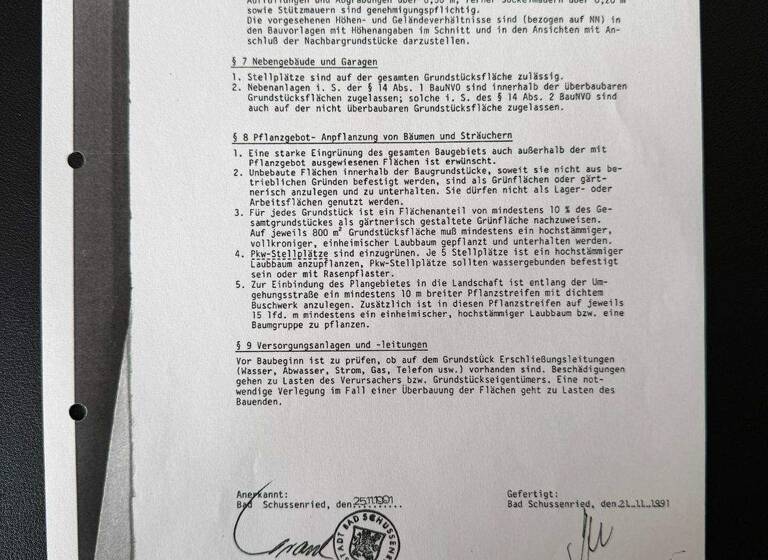 Auffüllungen und Abgrabungen über 0,50 m, ferner Sockelmauern über 0,20 m
sowie Stützmauern sind genehmigungspflichtig.
Die vorgesehenen Höhen- und Geländeverhältnisse sind (bezogen auf NN) in
den Bauvorlagen mit Höhenangaben im Schnitt und in den Ansichten mit An-
schluß der Nachbargrundstücke darzustellen.
§ 7 Nebengebäude und Garagen
1. Stellplätze sind auf der gesamten Grundstücksfläche zulässig.
2. Nebenanlagen i. S. der § 14 Abs. 1 BauNVO sind innerhalb der überbaubaren
Grundstücksflächen zugelassen; solche i. S. des § 14 Abs. 2 BauNVO sind
auch auf der nicht überbaubaren Grundstücksfläche zugelassen.
§ 8 Pflanzgebot- Anpflanzung von Bäumen und Sträuchern
1. Eine starke Eingrünung des gesamten Baugebiets auch außerhalb der mit
Pflanzgebot ausgewiesenen Flächen ist erwünscht.
2. Unbebaute Flächen innerhalb der Baugrundstücke, soweit sie nicht aus be-
trieblichen Gründen befestigt werden, sind als Grünflächen oder gärt-
nerisch anzulegen und zu unterhalten. Sie dürfen nicht als Lager- oder
Arbeitsflächen genutzt werden.
3. Für jedes Grundstück ist ein Flächenanteil von mindestens 10 % des Ge-
samtgrundstückes als gärtnerisch gestaltete Grünfläche nachzuweisen.
Auf jeweils 800 m² Grundstücksfläche muß mindestens ein hochstämmiger,
vollkroniger, einheimischer Laubbaum gepflanzt und unterhalten werden.
4. Pkw-Stellplätze sind einzugrünen. Je 5 Stellplätze ist ein hochstämmiger
Laubbaum anzupflanzen, Pkw-Stellplätze sollten wassergebunden befestigt
sein oder mit Rasenpflaster.
5. Zur Einbindung des Plangebietes in die Landschaft ist entlang der Um-
gehungsstraße ein mindestens 10 m breiter Pflanzstreifen mit dichtem
Buschwerk anzulegen. Zusätzlich ist in diesen Pflanzstreifen auf jeweils
15 lfd. m mindestens ein einheimischer, hochstämmiger Laubbaum bzw. eine
Baumgruppe zu pflanzen.
§ 9 Versorgungsanlagen und -leitungen
Vor Baubeginn ist zu prüfen, ob auf dem Grundstück Erschließungsleitungen
(Wasser, Abwasser, Strom, Gas, Telefon usw.) vorhanden sind. Beschädigungen
gehen zu Lasten des Verursachers bzw. Grundstückseigentümers. Eine not-
wendige Verlegung im Fall einer Überbauung der Flächen geht zu Lasten des
Bauenden.
Anerkannt:
Bad Schussenried, den 25.11.1991
Gefertigt:
Bad Schussenried, den 21.11.1991
STADT BAD SCHUSSEN